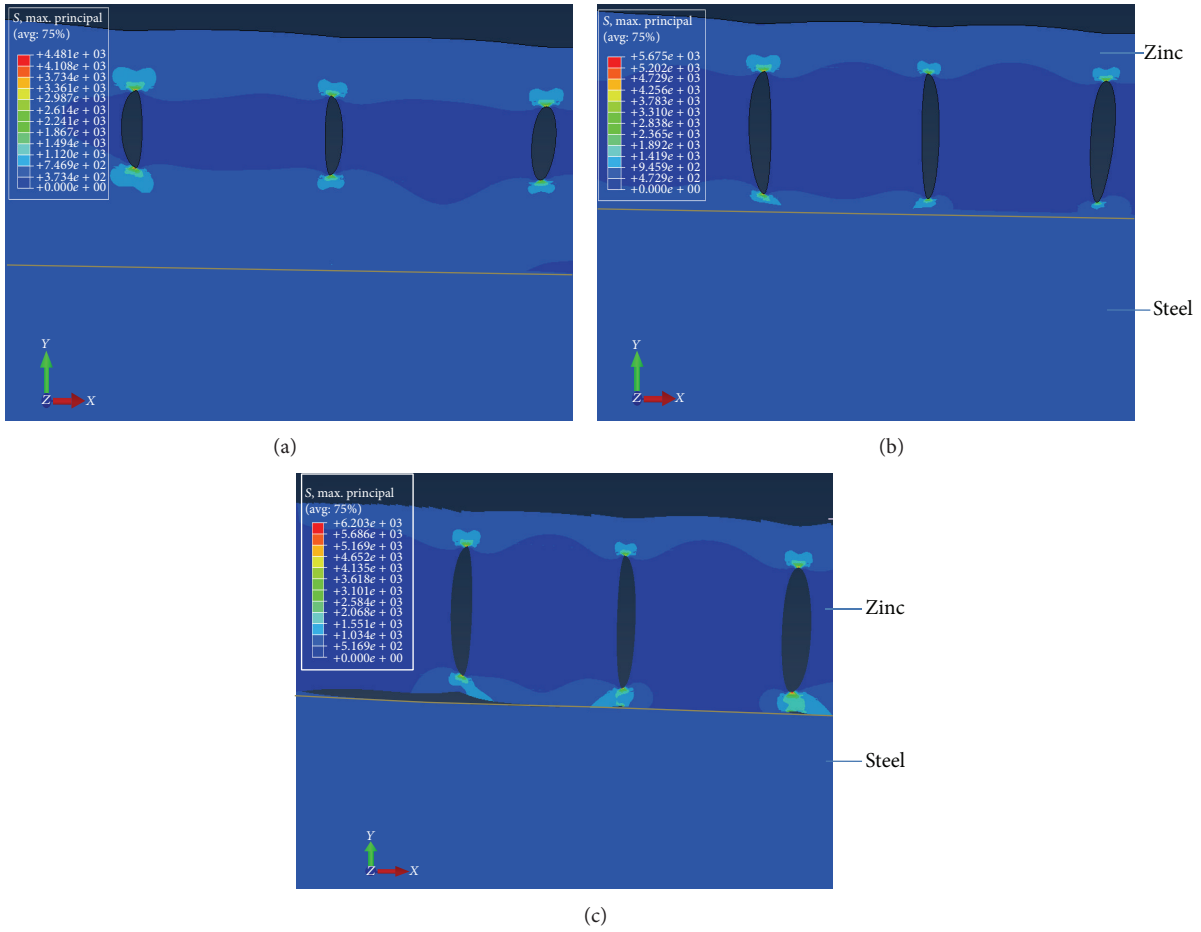 S, max. principal
(avg: 75%)
+4.481e + 03
+4.108e + 03
+3.734e + 03
+3.361e + 03
+2.987e + 03
+2.614e + 03
+2.241e + 03
+1.867e + 03
+1.494e + 03
+1.120e + 03
+7.469e + 02
+3.734e + 02
+0.000e + 00
Y
Z
X
(a)
S, max. principal
(avg: 75%)
+5.675e + 03
+5.202e + 03
+4.729e + 03
+4.256e + 03
+3.783e + 03
+3.310e + 03
+2.838e + 03
+2.365e + 03
+1.892e + 03
+1.419e + 03
+9.459e + 02
+4.729e + 02
+0.000e + 00
Zinc
Steel
Y
Z
X
(b)
S, max. principal
(avg: 75%)
+6.203e + 03
+5.686e + 03
+5.169e + 03
+4.652e + 03
+4.135e + 03
+3.618e + 03
+3.101e + 03
+2.584e + 03
+2.068e + 03
+1.551e + 03
+1.034e + 03
+5.169e + 02
+0.000e + 00
Zinc
Steel
Y
Z
X
(c)